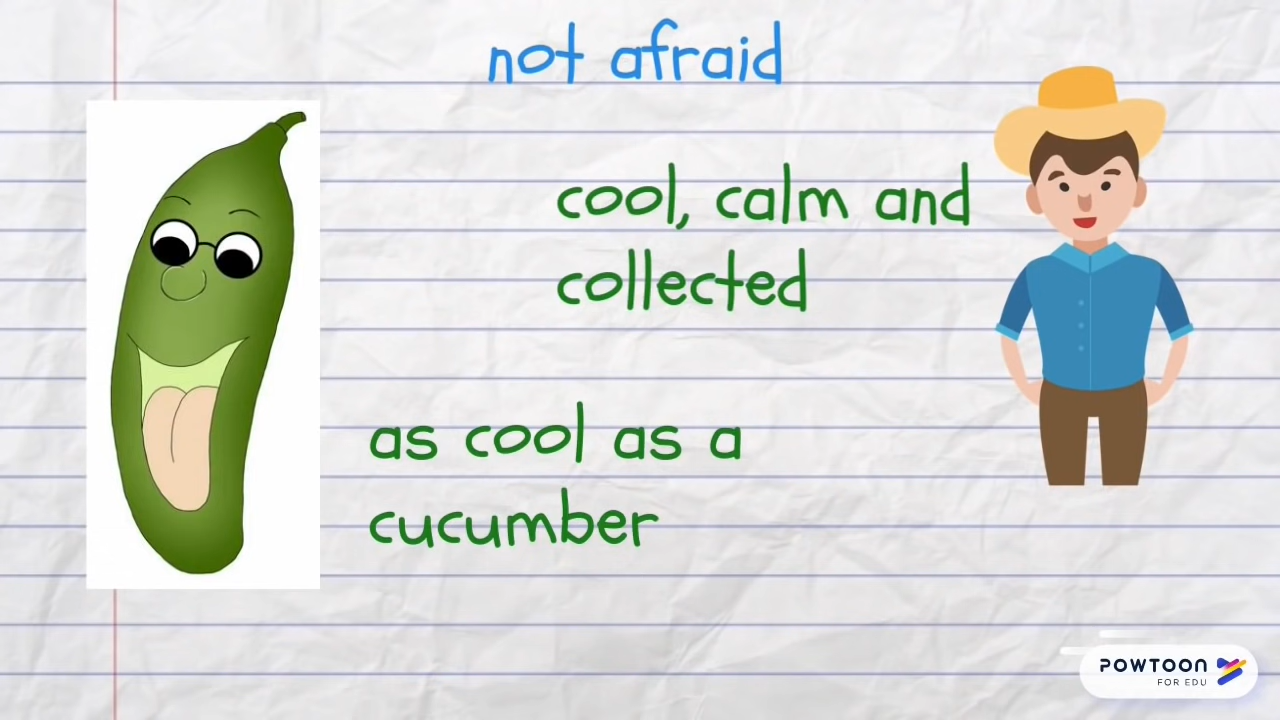 not afraid
cool, calm and
collected
as cool as a
cucumber
POWTOON
FOR EDU